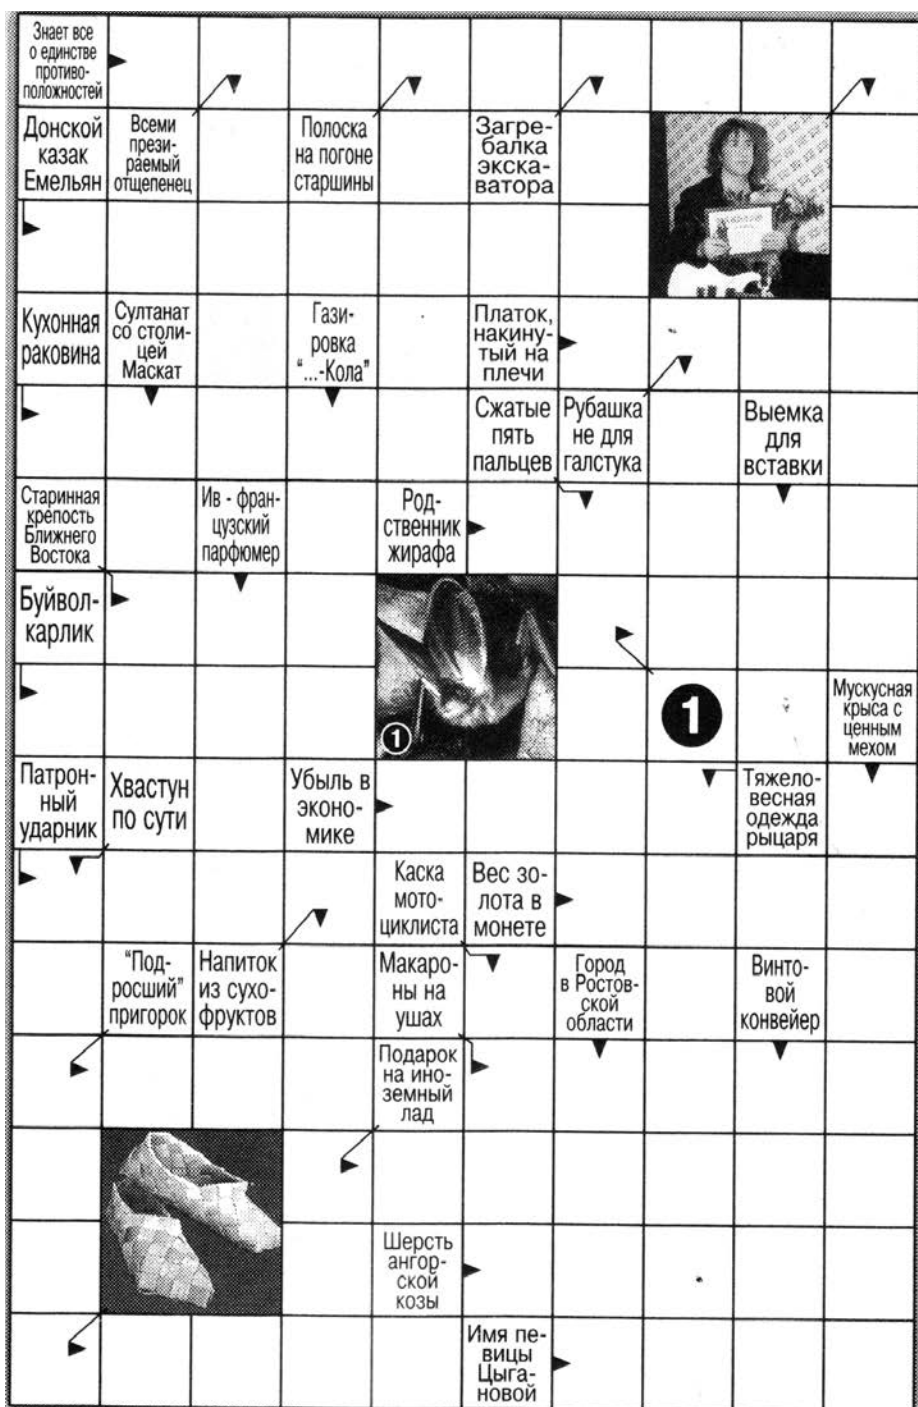 Знает все
о единстве
противо-
положностей
Донской
казак
Емельян
Всеми
прези-
раемый
отщепенец
Полоска
на погоне
старшины
Загре-
балка
экска-
ватора
Кухонная
раковина
Султанат
со столи-
цей
Маскат
Гази-
ровка
“...-Кола”
Платок,
накину-
тый на
плечи
Сжатые
пять
пальцев
Рубашка
не для
галстука
Выемка
для
вставки
Старинная
крепость
Ближнего
Востока
Ив - фран-
цузский
парфюмер
Род-
ственник
жирафа
Буйвол-
карлик
1
1
Мускусная
крыса с
ценным
мехом
Патрон-
ный
ударник
Хвастун
по сути
Убыль в
эконо-
мике
Тяжело-
весная
одежда
рыцаря
Каска
мото-
циклиста
Вес зо-
лота в
монете
“Под-
росший”
пригорок
Напиток
из сухо-
фруктов
Макаро-
ны на
ушах
Город
в Ростов-
ской
области
Винто-
вой
конвейер
Подарок
на ино-
земный
лад
Шерсть
ангор-
ской
козы
Имя пе-
вицы
Цыга-
новой